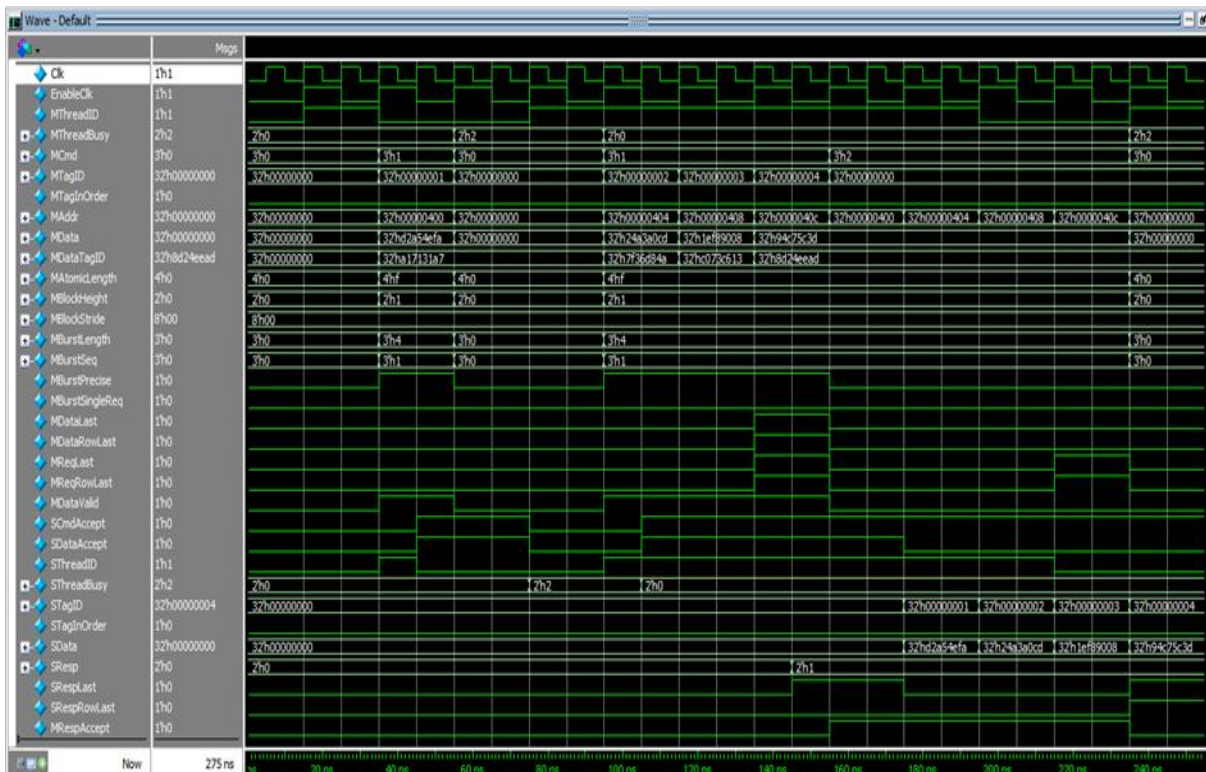 Wave - Default
Msgs
Clk 1'h1
EnableClk 1'h1
MThreadID 1'h1
MThreadBusy 2'h2 2'h0 2'h2 2'h0 2'h2
MCmd 3'h0 3'h0 3'h1 3'h0 3'h1 3'h2 3'h0
MTagID 32'h00000000 32'h00000000 32'h00000001 32'h00000000 32'h00000002 32'h00000003 32'h00000004 32'h00000000
MTagInOrder 1'h0
MAddr 32'h00000000 32'h00000000 32'h00000400 32'h00000000 32'h00000404 32'h00000408 32'h0000040c 32'h00000400 32'h00000404 32'h00000408 32'h0000040c 32'h00000000
MData 32'h00000000 32'h00000000 32'hd2a54efa 32'h00000000 32'h24a3a0cd 32'h1ef89008 32'h94c75c3d 32'h00000000
MDataTagID 32'h8d24eead 32'h00000000 32'ha17131a7 32'h7f36d84a 32'hc073c613 32'h8d24eead
MAtomicLength 4'h0 4'h0 4'hf 4'h0 4'hf 4'h0
MBlockHeight 2'h0 2'h0 2'h1 2'h0 2'h1 2'h0
MBlockStride 8'h00 8'h00
MBurstLength 3'h0 3'h0 3'h4 3'h0 3'h4 3'h0
MBurstSeq 3'h0 3'h0 3'h1 3'h0 3'h1 3'h0
MBurstPrecise 1'h0
MBurstSingleReq 1'h0
MDataLast 1'h0
MDataRowLast 1'h0
MReqLast 1'h0
MReqRowLast 1'h0
MDataValid 1'h0
SCmdAccept 1'h0
SDataAccept 1'h0
SThreadID 1'h1
SThreadBusy 2'h2 2'h0 2'h2 2'h0
STagID 32'h00000004 32'h00000000 32'h00000001 32'h00000002 32'h00000003 32'h00000004
STagInOrder 1'h0
SData 32'h00000000 32'h00000000 32'hd2a54efa 32'h24a3a0cd 32'h1ef89008 32'h94c75c3d
SResp 2'h0 2'h0 2'h1
SRespLast 1'h0
SRespRowLast 1'h0
MRespAccept 1'h0
Now 275 ns 20 ns 40 ns 60 ns 80 ns 100 ns 120 ns 140 ns 160 ns 180 ns 200 ns 220 ns 240 ns